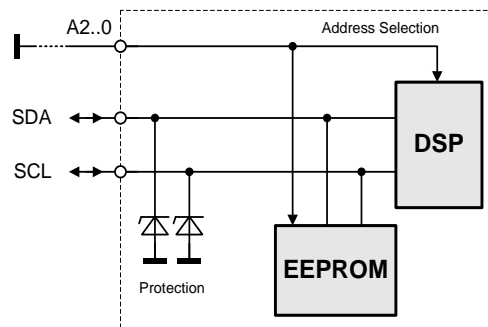 A2..0
Address Selection
SDA
DSP
SCL
EEPROM
Protection